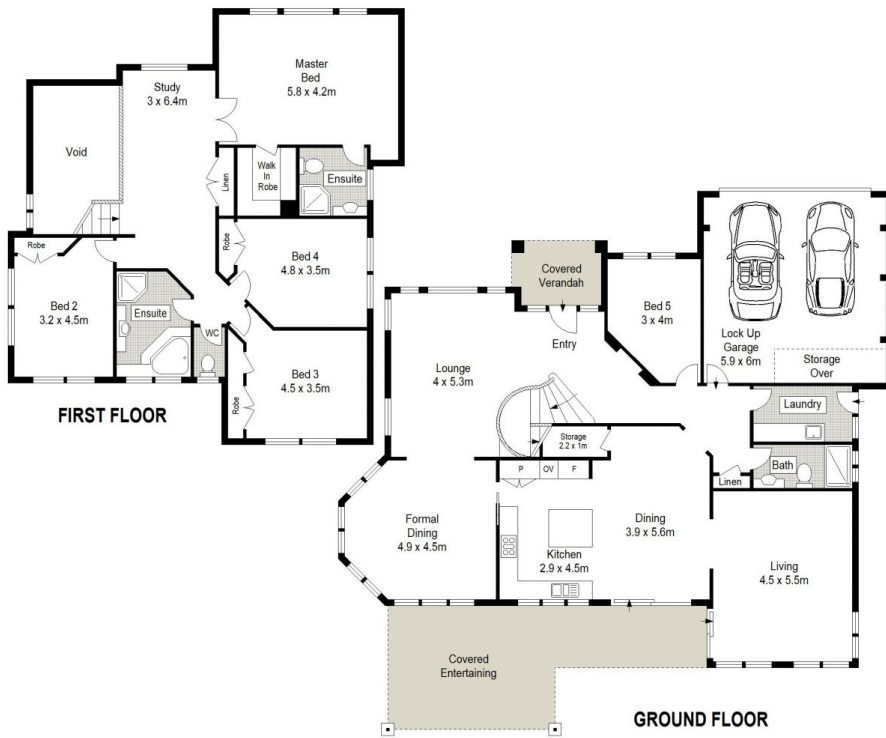 Master
Bed
5.8 x 4.2m
Study
3 x 6.4m
Void
Linen
Walk
In
Robe
Ensuite
Robe
Robe
Bed 4
4.8 x 3.5m
Bed 2
3.2 x 4.5m
Ensuite
WC
Bed 3
4.5 x 3.5m
Robe
FIRST FLOOR
Covered
Verandah
Bed 5
3 x 4m
Lock Up
Garage
5.9 x 6m
Storage
Over
Entry
Lounge
4 x 5.3m
Laundry
Storage
2.2 x 1m
P
OV
F
Bath
Linen
Formal
Dining
4.9 x 4.5m
Dining
3.9 x 5.6m
Kitchen
2.9 x 4.5m
Living
4.5 x 5.5m
Covered
Entertaining
GROUND FLOOR